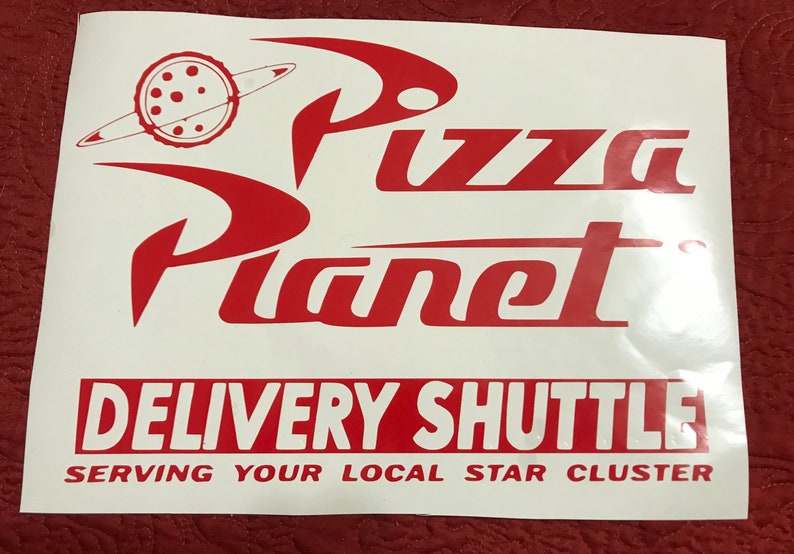 Pizza
Planet
DELIVERY SHUTTLE
SERVING YOUR LOCAL STAR CLUSTER